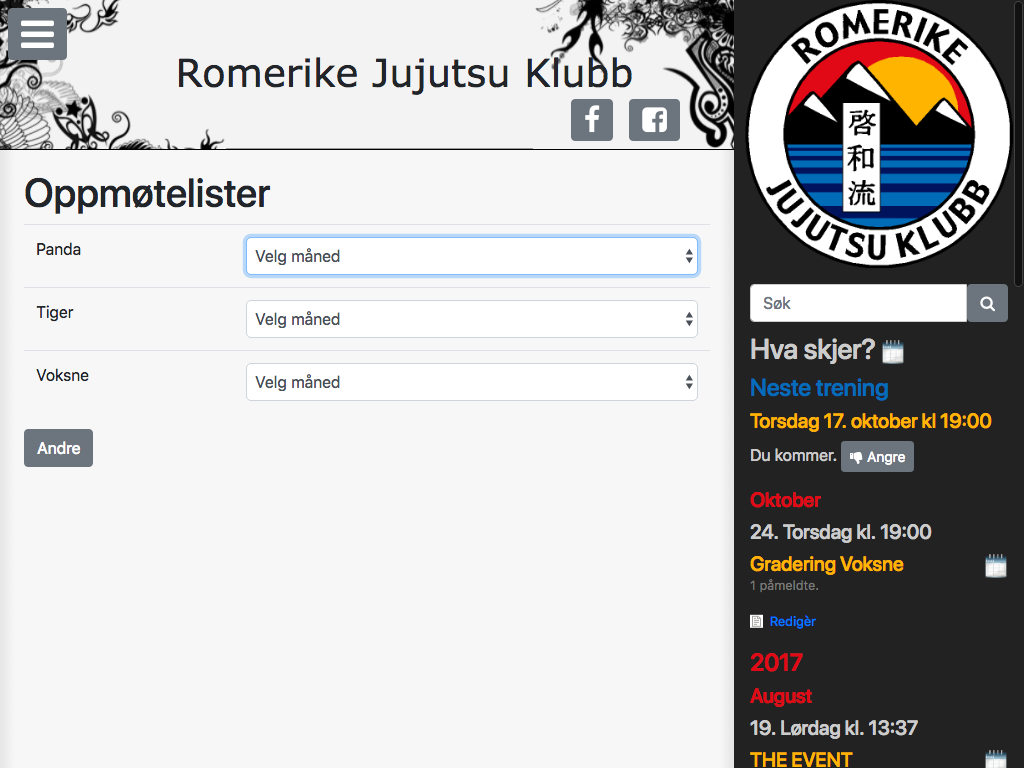 Romerike Jujutsu Klubb
Oppmøtelister
Panda
Velg måned
Tiger
Velg måned
Voksne
Velg måned
Andre
ROMERIKE
啓和流
JUJUTSU KLUBB
Søk
Hva skjer?
Neste trening
Torsdag 17. oktober kl 19:00
Du kommer. Angre
Oktober
24. Torsdag kl. 19:00
Gradering Voksne
1 påmeldte.
Redigèr
2017
August
19. Lørdag kl. 13:37
THE EVENT